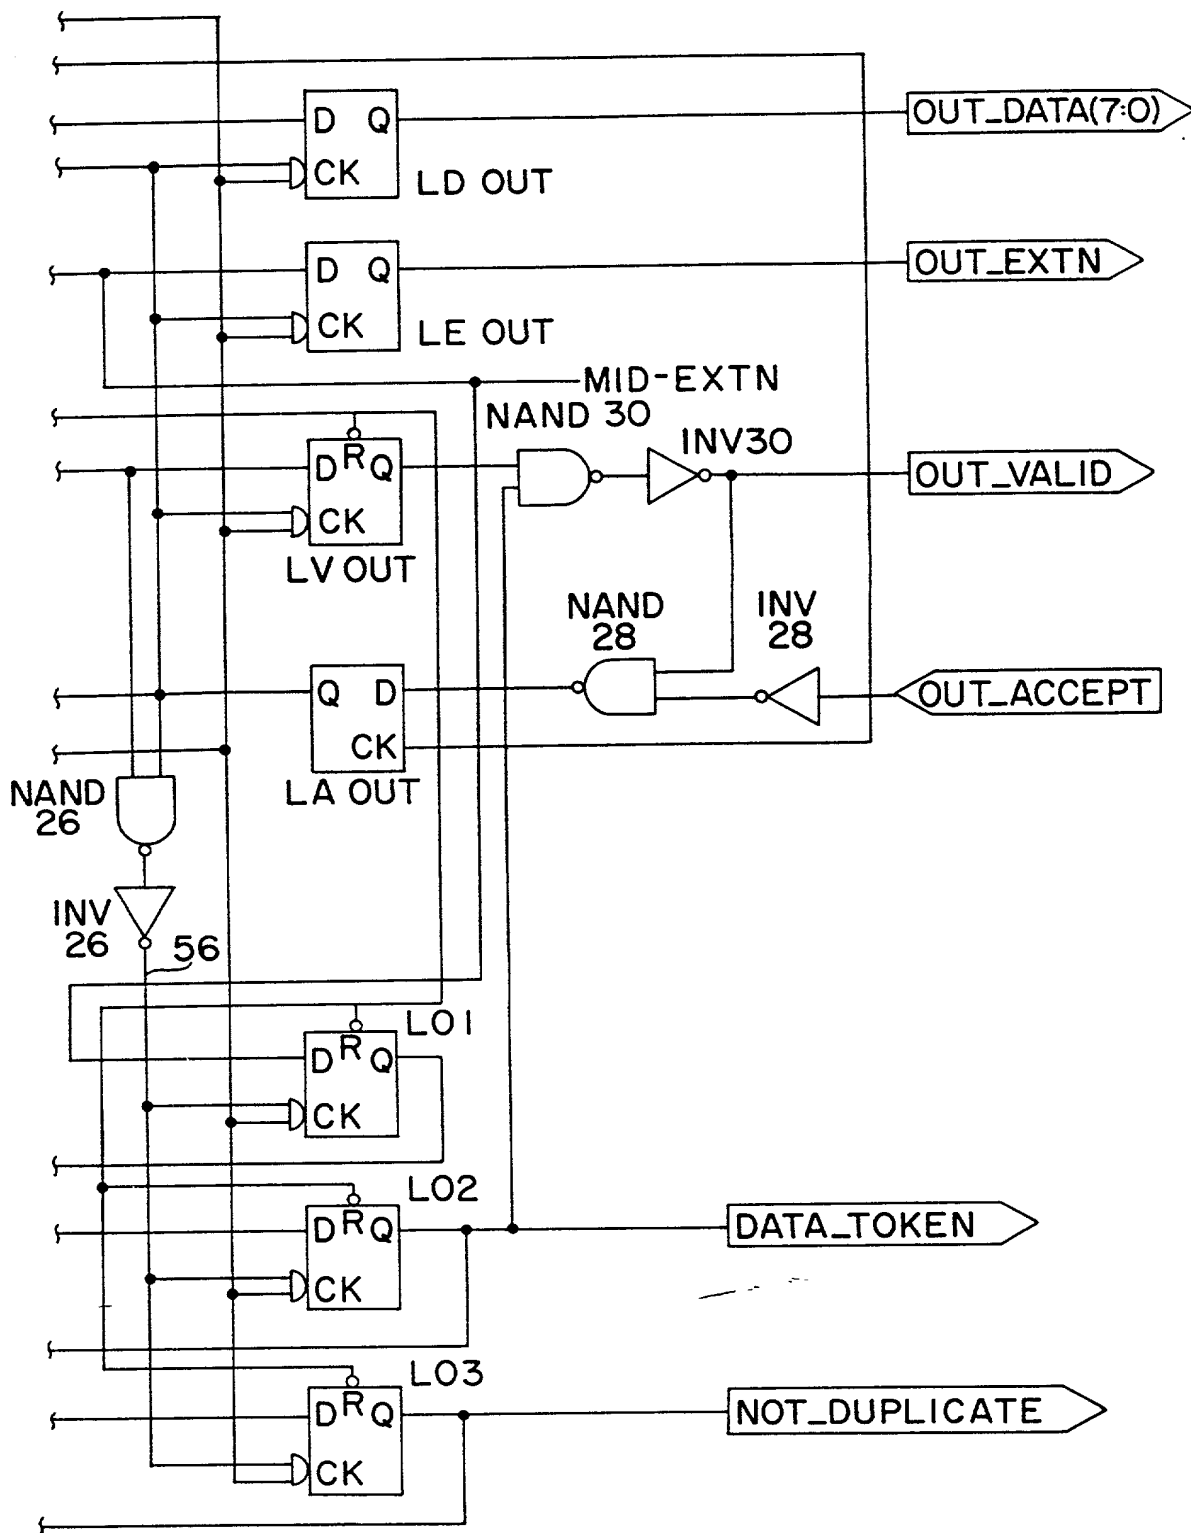 D Q
CK
LD OUT
OUT_DATA(7:0)
D Q
CK
LE OUT
OUT_EXTN
MID-EXTN
NAND 30
INV30
D R Q
CK
LV OUT
OUT_VALID
NAND
28
INV
28
Q D
CK
LA OUT
OUT_ACCEPT
NAND
26
INV
26
56
LO1
D R Q
CK
LO2
D R Q
CK
DATA_TOKEN
LO3
D R Q
CK
NOT_DUPLICATE